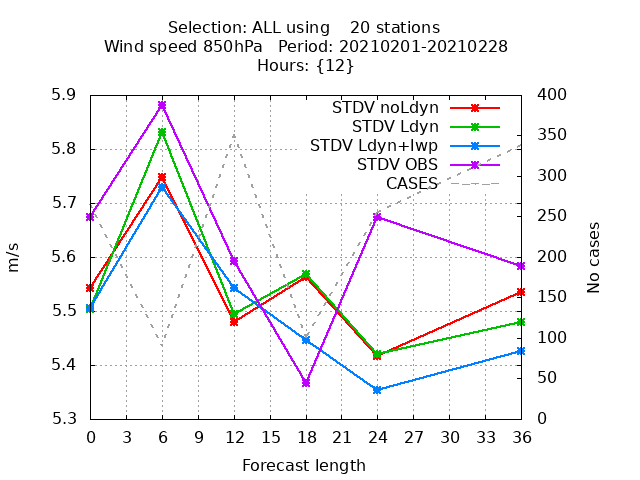 Selection: ALL using    20 stations
Wind speed 850hPa   Period: 20210201-20210228
Hours: {12}
STDV noLdyn
STDV Ldyn
STDV Ldyn+lwp
STDV OBS
CASES
5.9
5.8
5.7
5.6
5.5
5.4
5.3
m/s
400
350
300
250
200
150
100
50
0
No cases
0 3 6 9 12 15 18 21 24 27 30 33 36
Forecast length